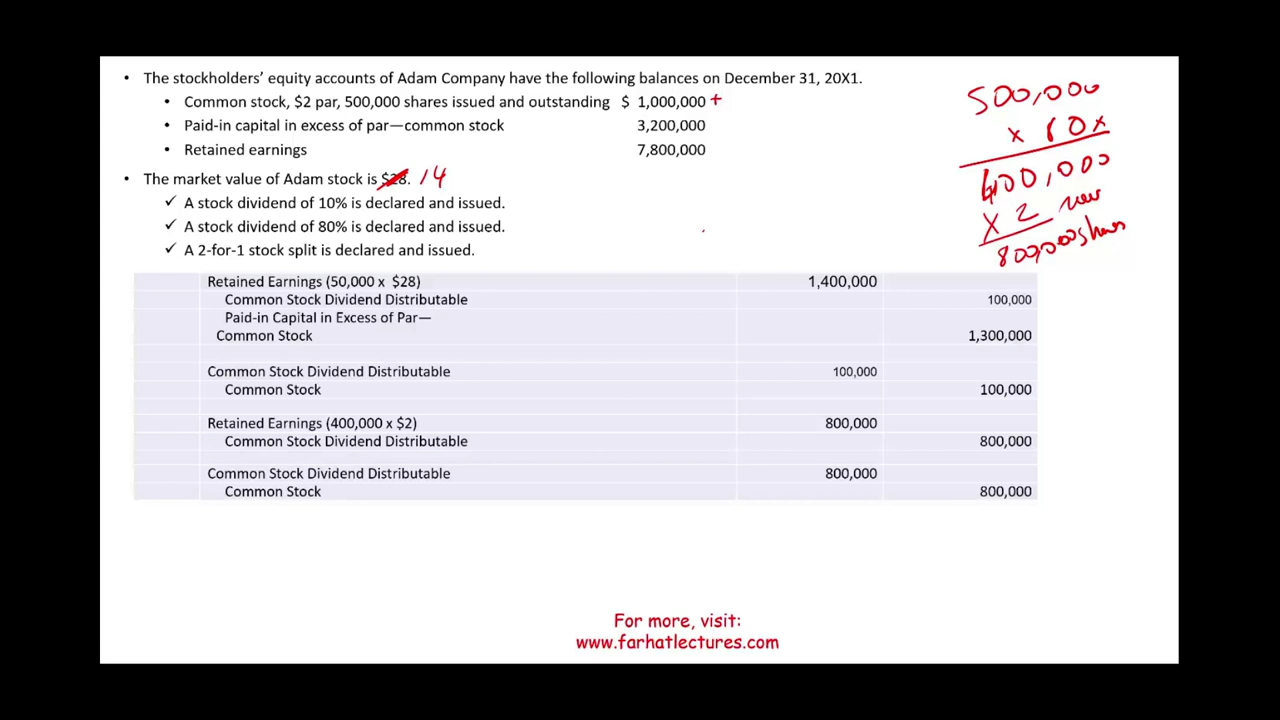 • The stockholders' equity accounts of Adam Company have the following balances on December 31, 20X1.
• Common stock, $2 par, 500,000 shares issued and outstanding $ 1,000,000 +
• Paid-in capital in excess of par—common stock 3,200,000
• Retained earnings 7,800,000
• The market value of Adam stock is $28. 14
✓ A stock dividend of 10% is declared and issued.
✓ A stock dividend of 80% is declared and issued.
✓ A 2-for-1 stock split is declared and issued.
500,000
x 80%
400,000
x 2 new
800,000 shares
Retained Earnings (50,000 x $28) 1,400,000
Common Stock Dividend Distributable 100,000
Paid-in Capital in Excess of Par—
Common Stock 1,300,000
Common Stock Dividend Distributable 100,000
Common Stock 100,000
Retained Earnings (400,000 x $2) 800,000
Common Stock Dividend Distributable 800,000
Common Stock Dividend Distributable 800,000
Common Stock 800,000
For more, visit:
www.farhatlectures.com